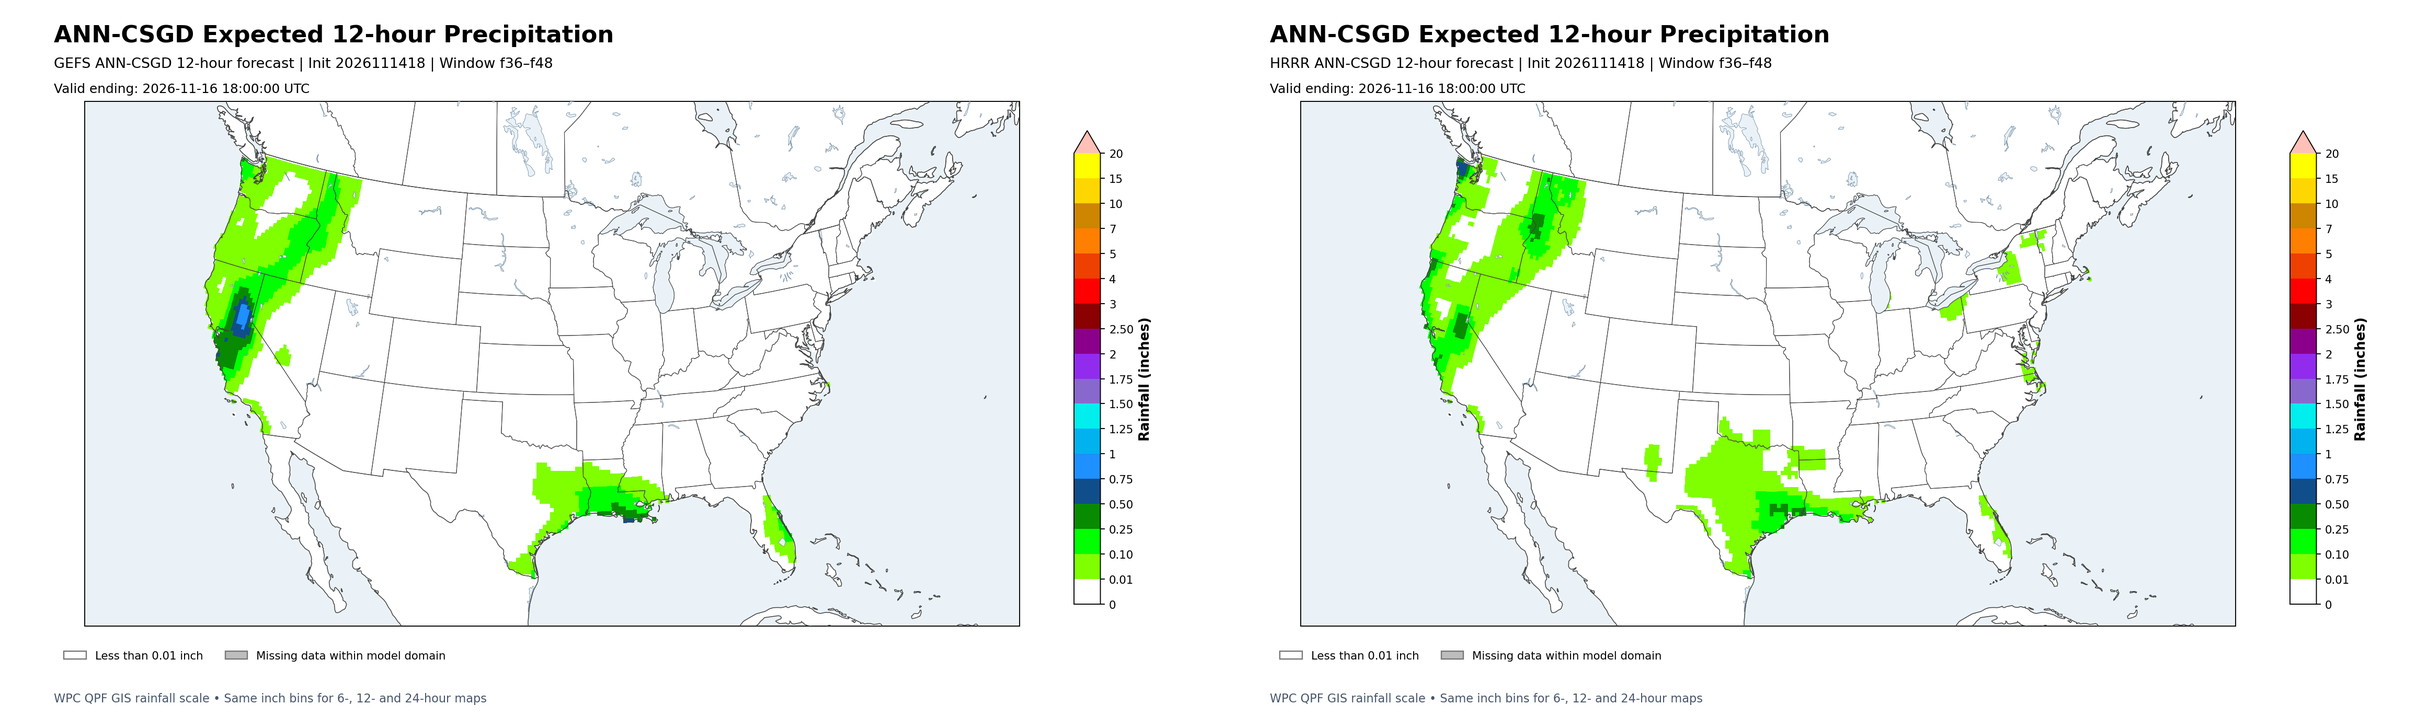 ANN-CSGD Expected 12-hour Precipitation
GEFS ANN-CSGD 12-hour forecast | Init 2026111418 | Window f36–f48
Valid ending: 2026-11-16 18:00:00 UTC
20
15
10
7
5
4
3
2.50
2
1.75
1.50
1.25
1
0.75
0.50
0.25
0.10
0.01
0
Rainfall (inches)
Less than 0.01 inch
Missing data within model domain
WPC QPF GIS rainfall scale • Same inch bins for 6-, 12- and 24-hour maps
ANN-CSGD Expected 12-hour Precipitation
HRRR ANN-CSGD 12-hour forecast | Init 2026111418 | Window f36–f48
Valid ending: 2026-11-16 18:00:00 UTC
20
15
10
7
5
4
3
2.50
2
1.75
1.50
1.25
1
0.75
0.50
0.25
0.10
0.01
0
Rainfall (inches)
Less than 0.01 inch
Missing data within model domain
WPC QPF GIS rainfall scale • Same inch bins for 6-, 12- and 24-hour maps